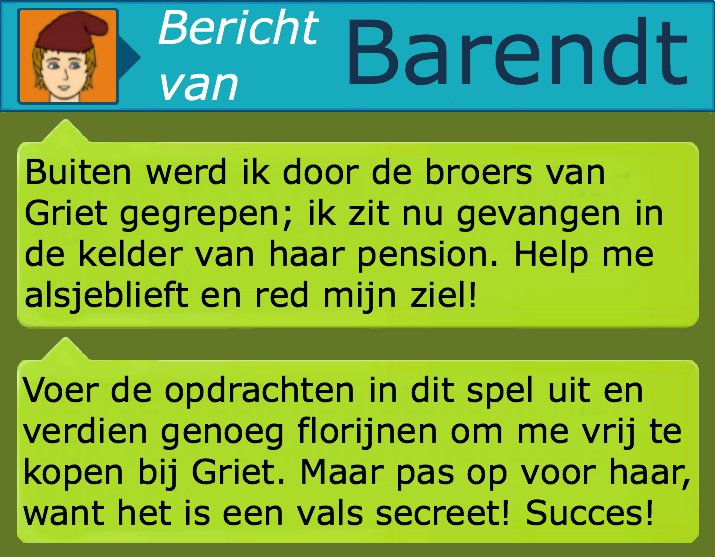 Bericht
van
Barendt
Buiten werd ik door de broers van
Griet gegrepen; ik zit nu gevangen in
de kelder van haar pension. Help me
alsjeblieft en red mijn ziel!
Voer de opdrachten in dit spel uit en
verdien genoeg florijnen om me vrij te
kopen bij Griet. Maar pas op voor haar,
want het is een vals secreet! Succes!